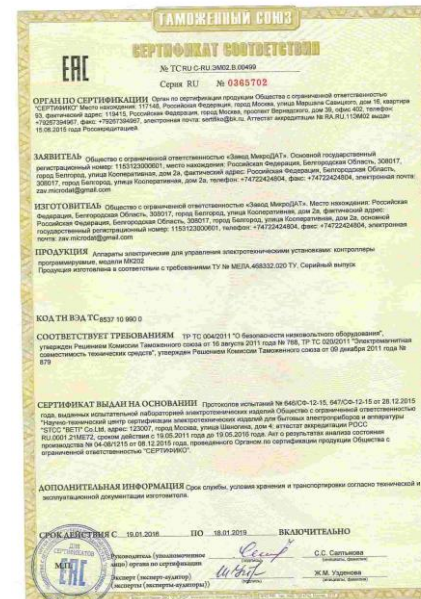 ТАМОЖЕННЫЙ СОЮЗ
СЕРТИФИКАТ СООТВЕТСТВИЯ
ЕАС
№ ТС RU C-RU.ЭМ02.В.00499
Серия RU № 0365702
ОРГАН ПО СЕРТИФИКАЦИИ Орган по сертификации продукции Общества с ограниченной ответственностью
"СЕРТИФИКО" Место нахождения: 117148, Российская Федерация, город Москва, улица Маршала Савицкого, дом 16, квартира
93, фактический адрес: 119415, Российская Федерация, город Москва, проспект Вернадского, дом 39, офис 402, телефон:
+79267394967, факс: +79267394967, электронная почта: sertifiko@bk.ru. Аттестат аккредитации № RA.RU.11ЭМ02 выдан
15.08.2015 года Росаккредитацией.
ЗАЯВИТЕЛЬ Общество с ограниченной ответственностью «Завод МикроДАТ». Основной государственный
регистрационный номер: 1153123000601, место нахождения: Российская Федерация, Белгородская Область, 308017,
город Белгород, улица Кооперативная, дом 2а, фактический адрес: Российская Федерация, Белгородская Область,
308017, город Белгород, улица Кооперативная, дом 2а, телефон: +74722424804, факс: +74722424804, электронная почта:
zav.microdat@gmail.com
ИЗГОТОВИТЕЛЬ Общество с ограниченной ответственностью «Завод МикроДАТ». Место нахождения: Российская
Федерация, Белгородская Область, 308017, город Белгород, улица Кооперативная, дом 2а, фактический адрес:
Российская Федерация, Белгородская Область, 308017, город Белгород, улица Кооперативная, дом 2а, основной
государственный регистрационный номер: 1153123000601, телефон: +74722424804, факс: +74722424804, электронная
почта: zav.microdat@gmail.com
ПРОДУКЦИЯ Аппараты электрические для управления электротехническими установками: контроллеры
программируемые, модели МК202
Продукция изготовлена в соответствии с требованиями ТУ № МЕЛА.468332.020 ТУ. Серийный выпуск
КОД ТН ВЭД ТС 8537 10 990 0
СООТВЕТСТВУЕТ ТРЕБОВАНИЯМ ТР ТС 004/2011 "О безопасности низковольтного оборудования",
утвержден Решением Комиссии Таможенного союза от 16 августа 2011 года № 768, ТР ТС 020/2011 "Электромагнитная
совместимость технических средств", утвержден Решением Комиссии Таможенного союза от 09 декабря 2011 года №
879
СЕРТИФИКАТ ВЫДАН НА ОСНОВАНИИ Протоколов испытаний № 646/СФ-12-15, 647/СФ-12-15 от 28.12.2015
года, выданных испытательной лабораторией электротехнических изделий Общество с ограниченной ответственностью
"Научно-технический центр сертификации электротехнических изделий для бытовых электроприборов и аппаратуры
"STCC "BETI" Co.Ltd, адрес: 123007, город Москва, улица Шеногина, дом 4; аттестат аккредитации РОСС
RU.0001.21МЕ72, сроком действия с 19.05.2011 года до 19.05.2016 года. Акт о результатах анализа состояния
производства № 04-08/1215 от 08.12.2015 года, проведенного Органом по сертификации продукции Общества с
ограниченной ответственностью "СЕРТИФИКО".
ДОПОЛНИТЕЛЬНАЯ ИНФОРМАЦИЯ Срок службы, условия хранения и транспортировки согласно технической и
эксплуатационной документации изготовителя.
СРОК ДЕЙСТВИЯ С 19.01.2016 ПО 18.01.2019 ВКЛЮЧИТЕЛЬНО
ДЛЯ СЕРТИФИКАТОВ
ЕАС
М.П.
Руководитель (уполномоченное
лицо) органа по сертификации
(подпись)
С.С. Салтыкова
(инициалы, фамилия)
Эксперт (эксперт-аудитор)
(эксперты (эксперты-аудиторы))
(подпись)
Ж.М. Узденова
(инициалы, фамилия)